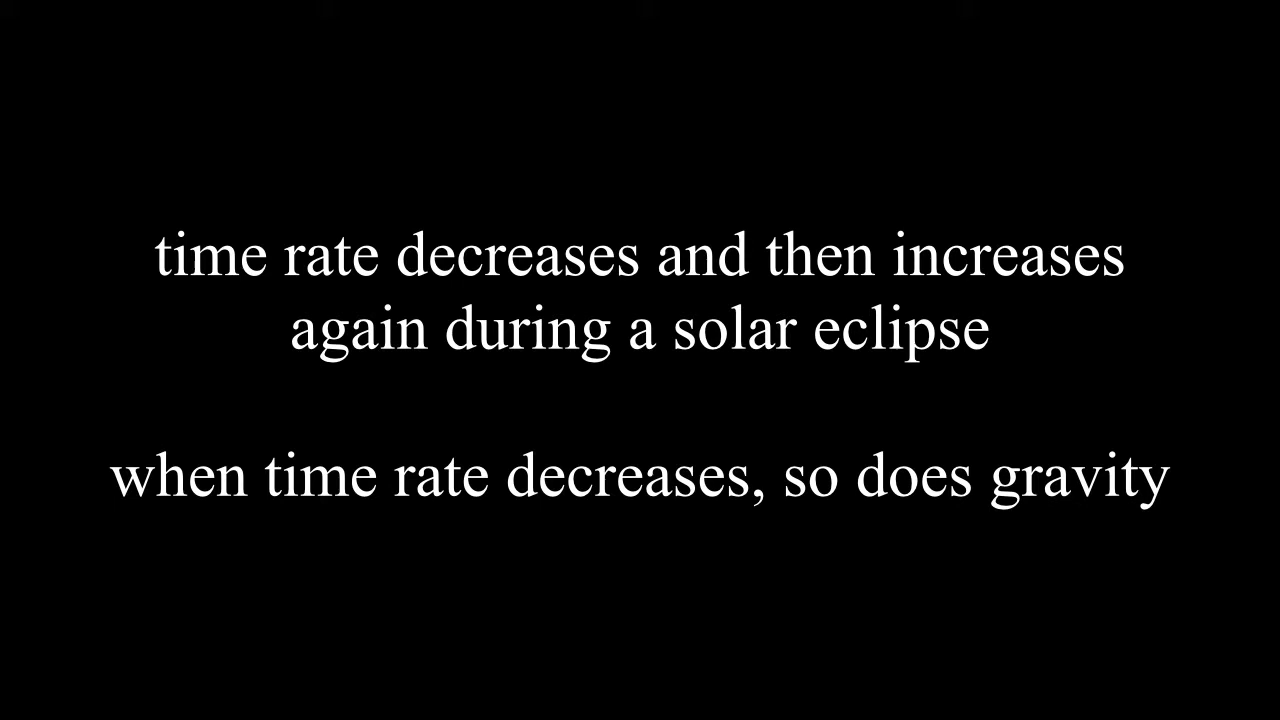 time rate decreases and then increases
again during a solar eclipse
when time rate decreases, so does gravity